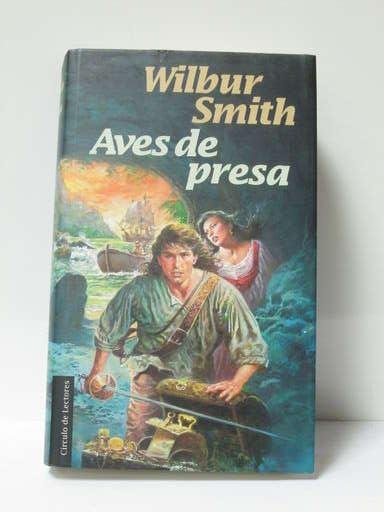 Wilbur
Smith
Aves de
presa
Círculo de Lectores